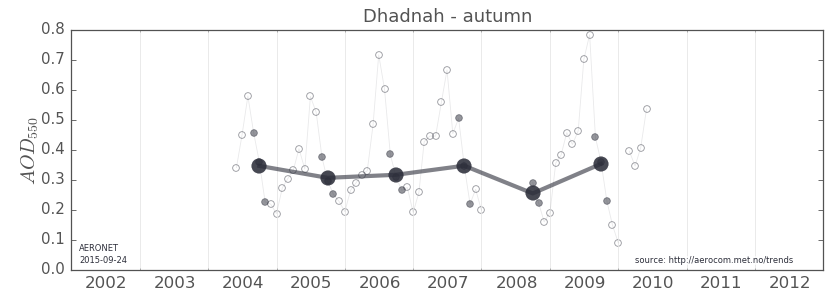 Dhadnah - autumn
0.8
0.7
0.6
0.5
0.4
0.3
0.2
0.1
0.0
AOD550
AERONET
2015-09-24
source: http://aerocom.met.no/trends
2002 2003 2004 2005 2006 2007 2008 2009 2010 2011 2012